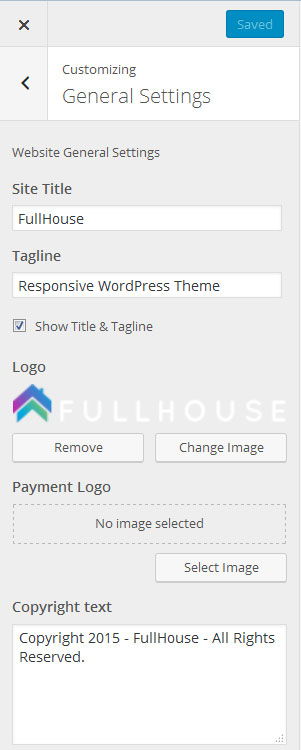 Saved
Customizing
General Settings
Website General Settings
Site Title
FullHouse
Tagline
Responsive WordPress Theme
Show Title & Tagline
Logo
FULLHOUSE
Remove
Change Image
Payment Logo
No image selected
Select Image
Copyright text
Copyright 2015 - FullHouse - All Rights
Reserved.